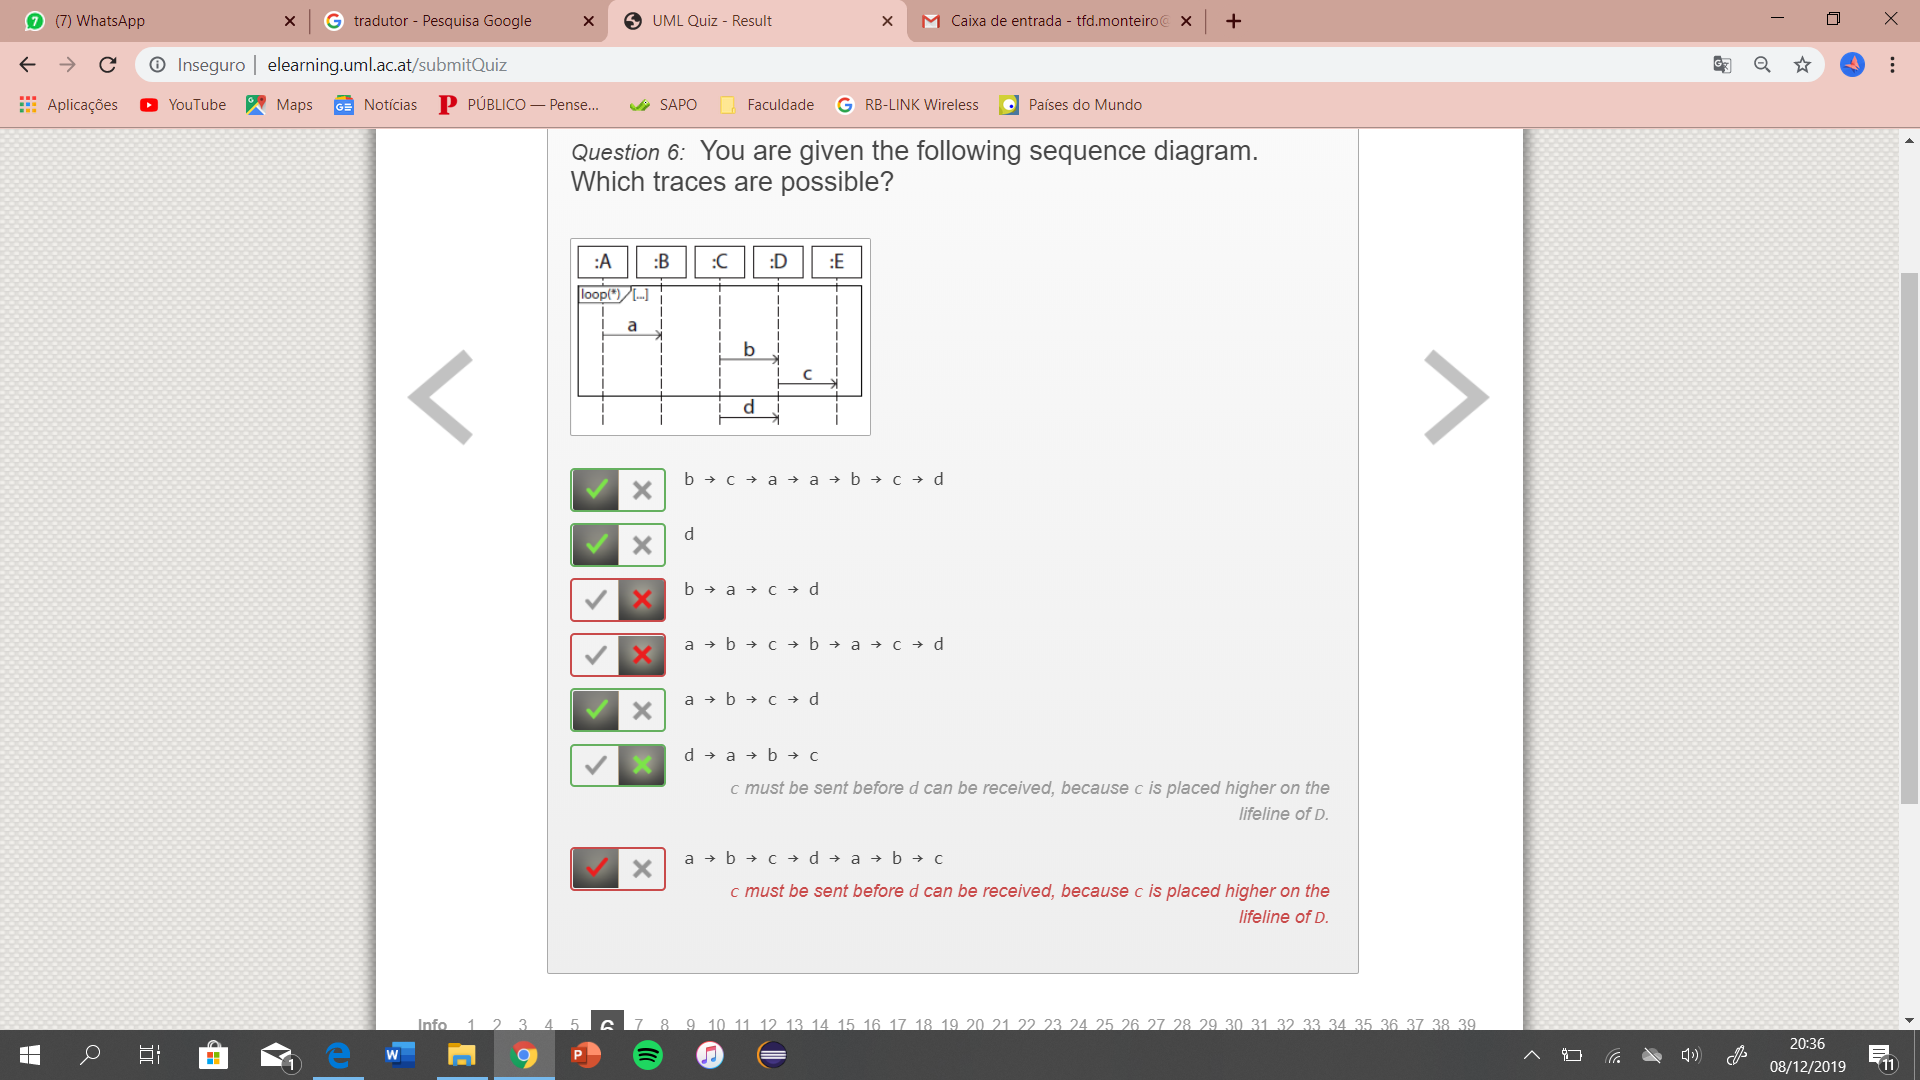 (7) WhatsApp
tradutor - Pesquisa Google
UML Quiz - Result
Caixa de entrada - tfd.monteiro@
Inseguro | elearning.uml.ac.at/submitQuiz
Aplicações YouTube Maps Notícias PÚBLICO — Pense... SAPO Faculdade RB-LINK Wireless Países do Mundo
Question 6: You are given the following sequence diagram.
Which traces are possible?
:A :B :C :D :E
loop(*) [...]
a
b
c
d
b → c → a → a → b → c → d
d
b → a → c → d
a → b → c → b → a → c → d
a → b → c → d
d → a → b → c
c must be sent before d can be received, because c is placed higher on the
lifeline of D.
a → b → c → d → a → b → c
c must be sent before d can be received, because c is placed higher on the
lifeline of D.
Info 1 2 3 4 5 6 7 8 9 10 11 12 13 14 15 16 17 18 19 20 21 22 23 24 25 26 27 28 29 30 31 32 33 34 35 36 37 38 39
1
20:36
08/12/2019
11